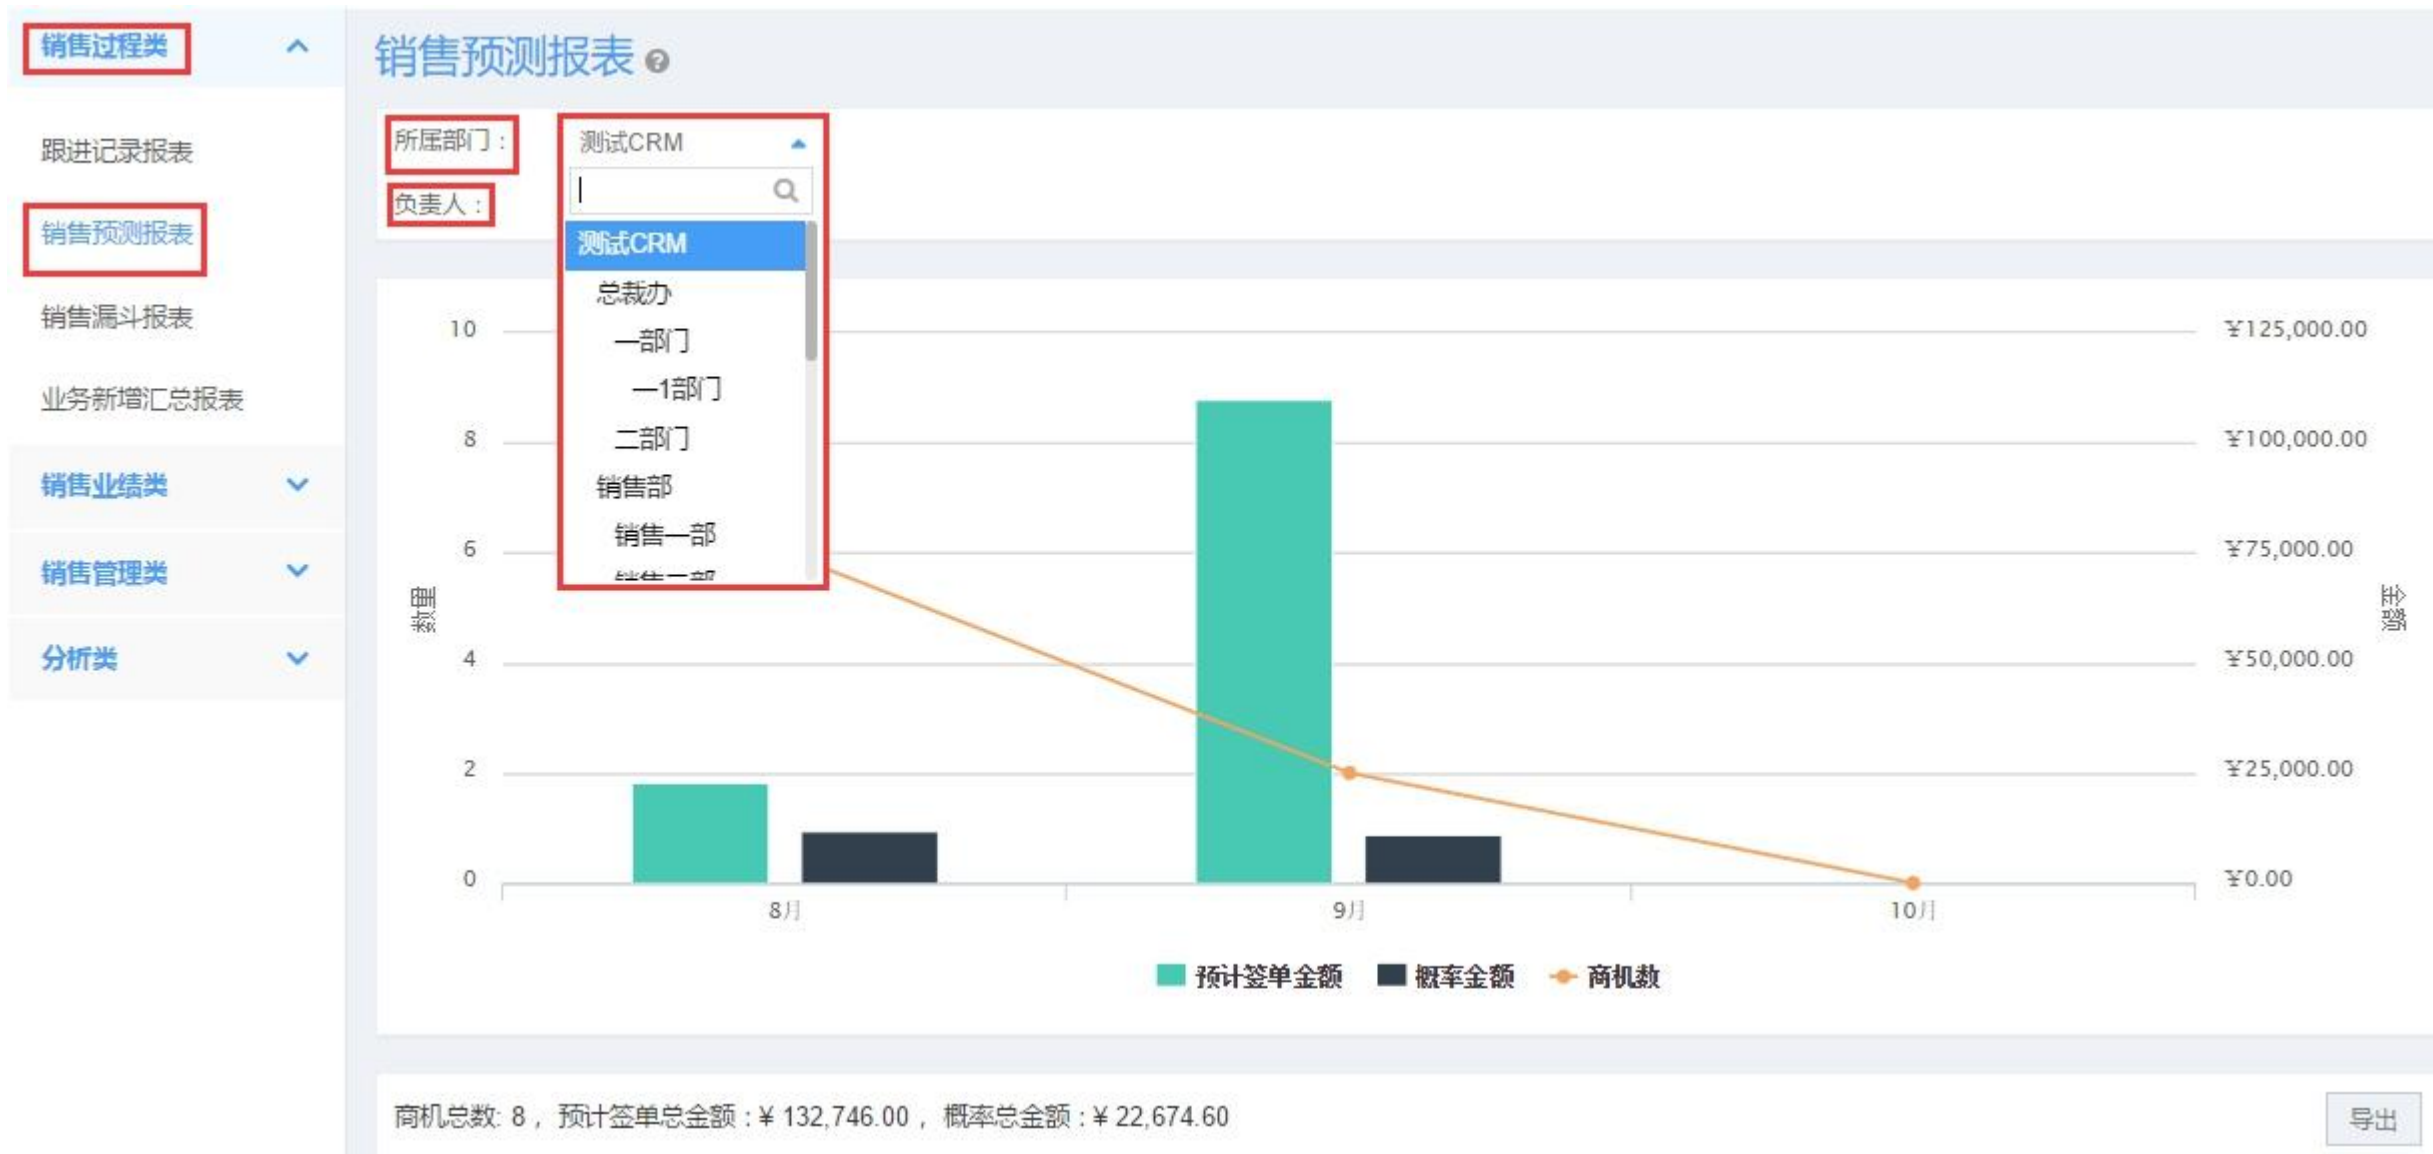 销售过程类
跟进记录报表
销售预测报表
销售漏斗报表
业务新增汇总报表
销售业绩类
销售管理类
分析类
销售预测报表
所属部门：
负责人：
测试CRM
测试CRM
总裁办
一部门
一1部门
二部门
销售部
销售一部
销售二部
数量
10
8
6
4
2
0
¥125,000.00
¥100,000.00
¥75,000.00
¥50,000.00
¥25,000.00
¥0.00
金额
8月
9月
10月
预计签单金额 概率金额 商机数
商机总数: 8 ,  预计签单总金额 : ¥ 132,746.00 ,  概率总金额 : ¥ 22,674.60
导出